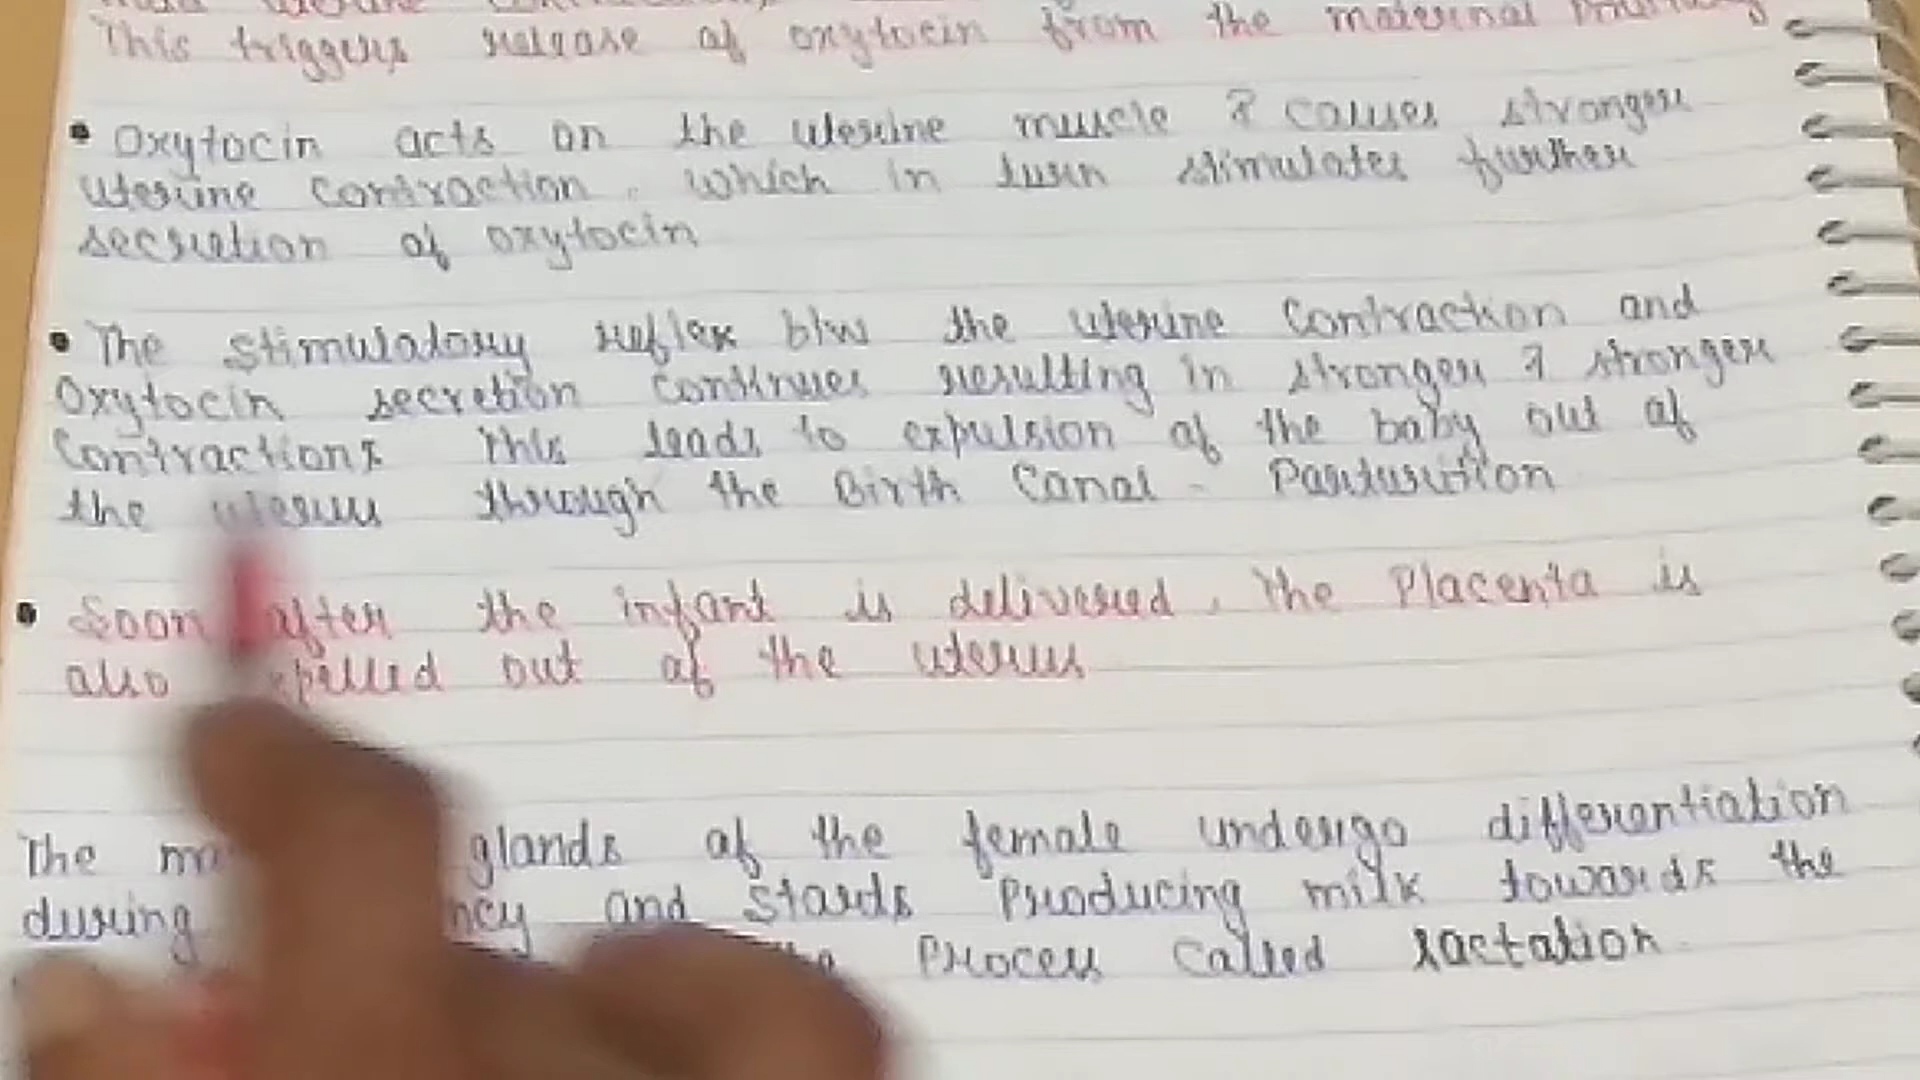 This triggers release of oxytocin from the maternal
• Oxytocin acts on the uterine muscle & causes stronger
uterine contraction, which in turn stimulates further
secretion of oxytocin
• The stimulatory reflex b/w the uterine contraction and
oxytocin secretion continues resulting in stronger & stronger
contractions This leads to expulsion of the baby out of
the uterus through the Birth Canal - Parturition
• Soon after the infant is delivered, the Placenta is
also out of the uterus
The glands of the female undergo differentiation
during and starts Producing milk towards the
Process called lactation